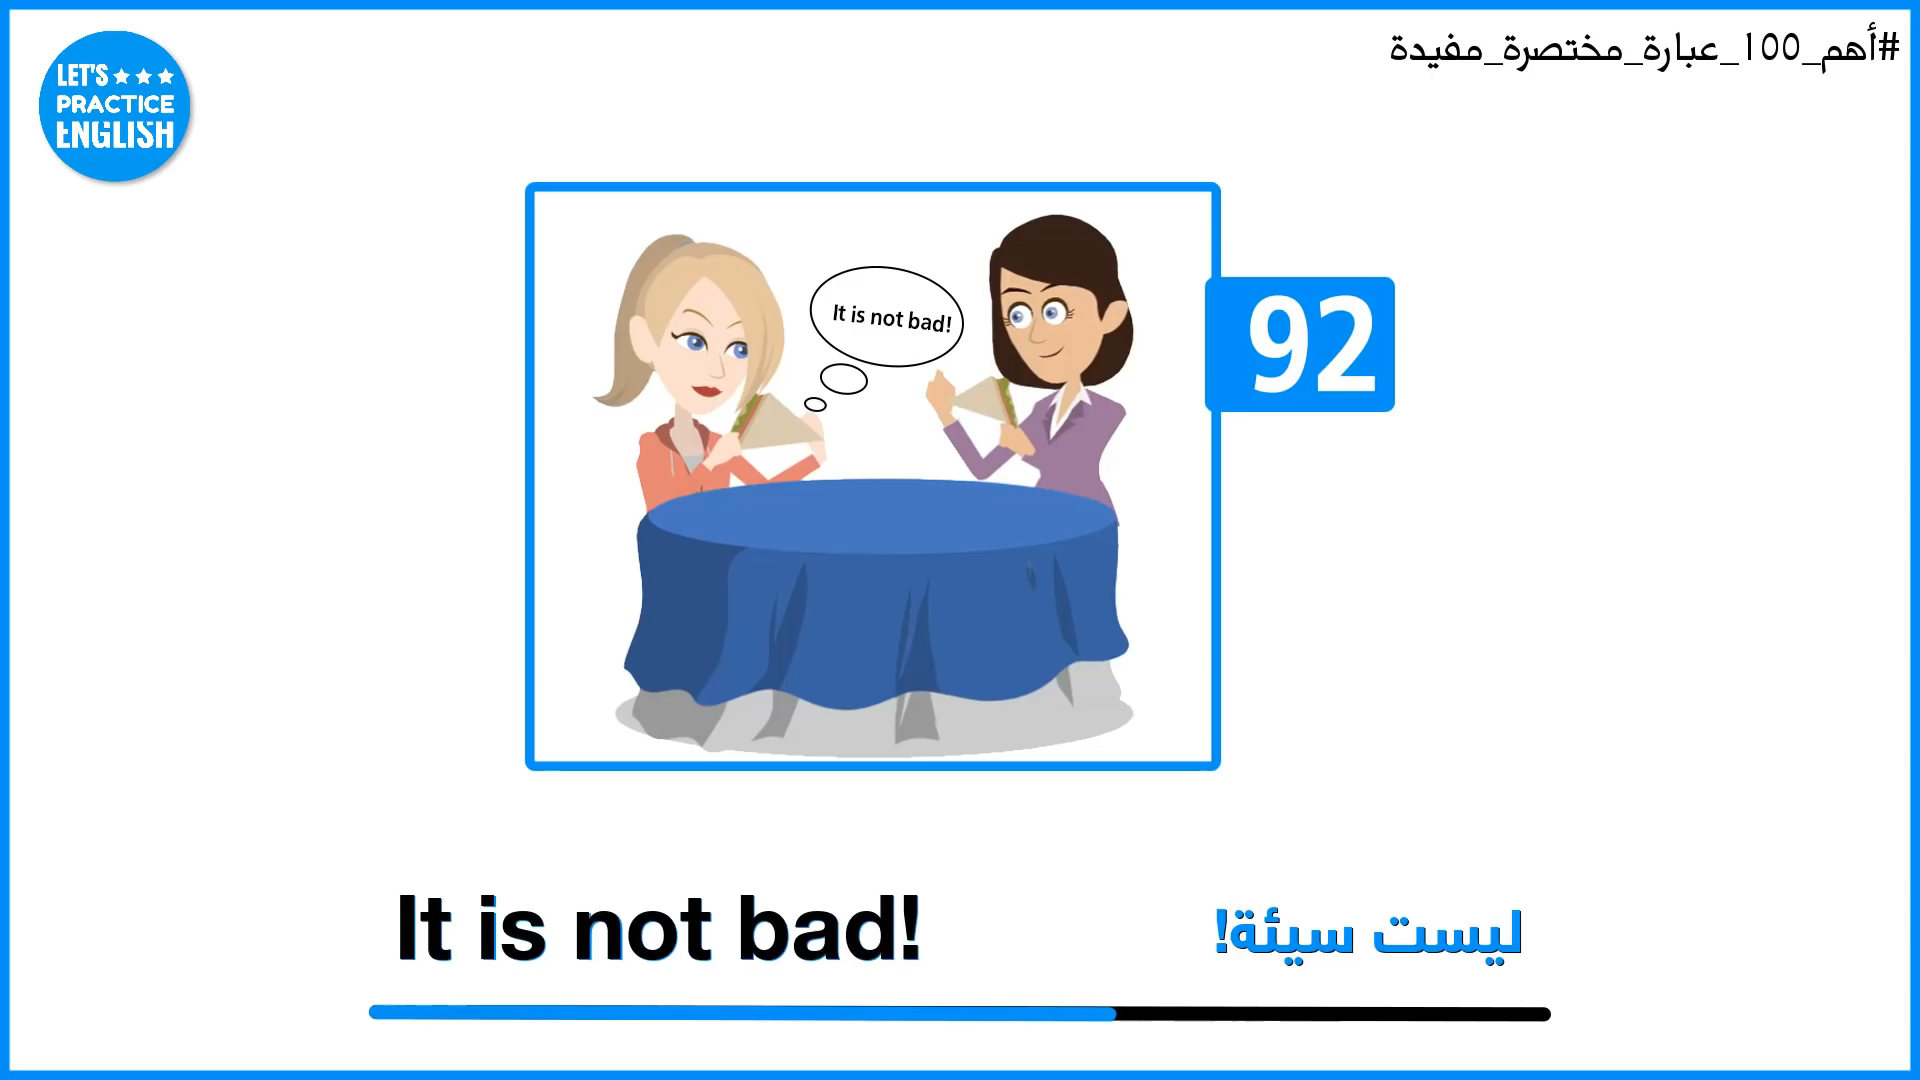 LET'S
PRACTICE
ENGLISH
#أهم_100_عبارة_مختصرة_مفيدة
It is not bad!
92
It is not bad!
ليست سيئة!